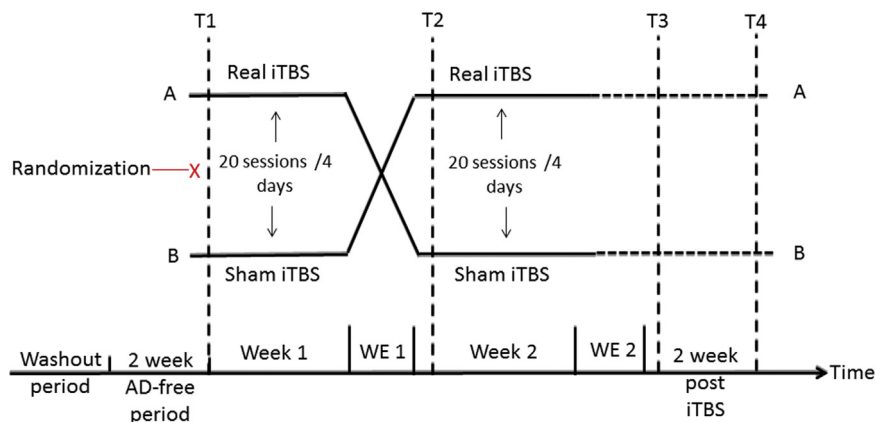 T1
T2
T3
T4
Real iTBS
Real iTBS
A
A
Randomization
X
20 sessions /4
days
20 sessions /4
days
B
B
Sham iTBS
Sham iTBS
Washout
period
2 week
AD-free
period
Week 1
WE 1
Week 2
WE 2
2 week
post
iTBS
Time